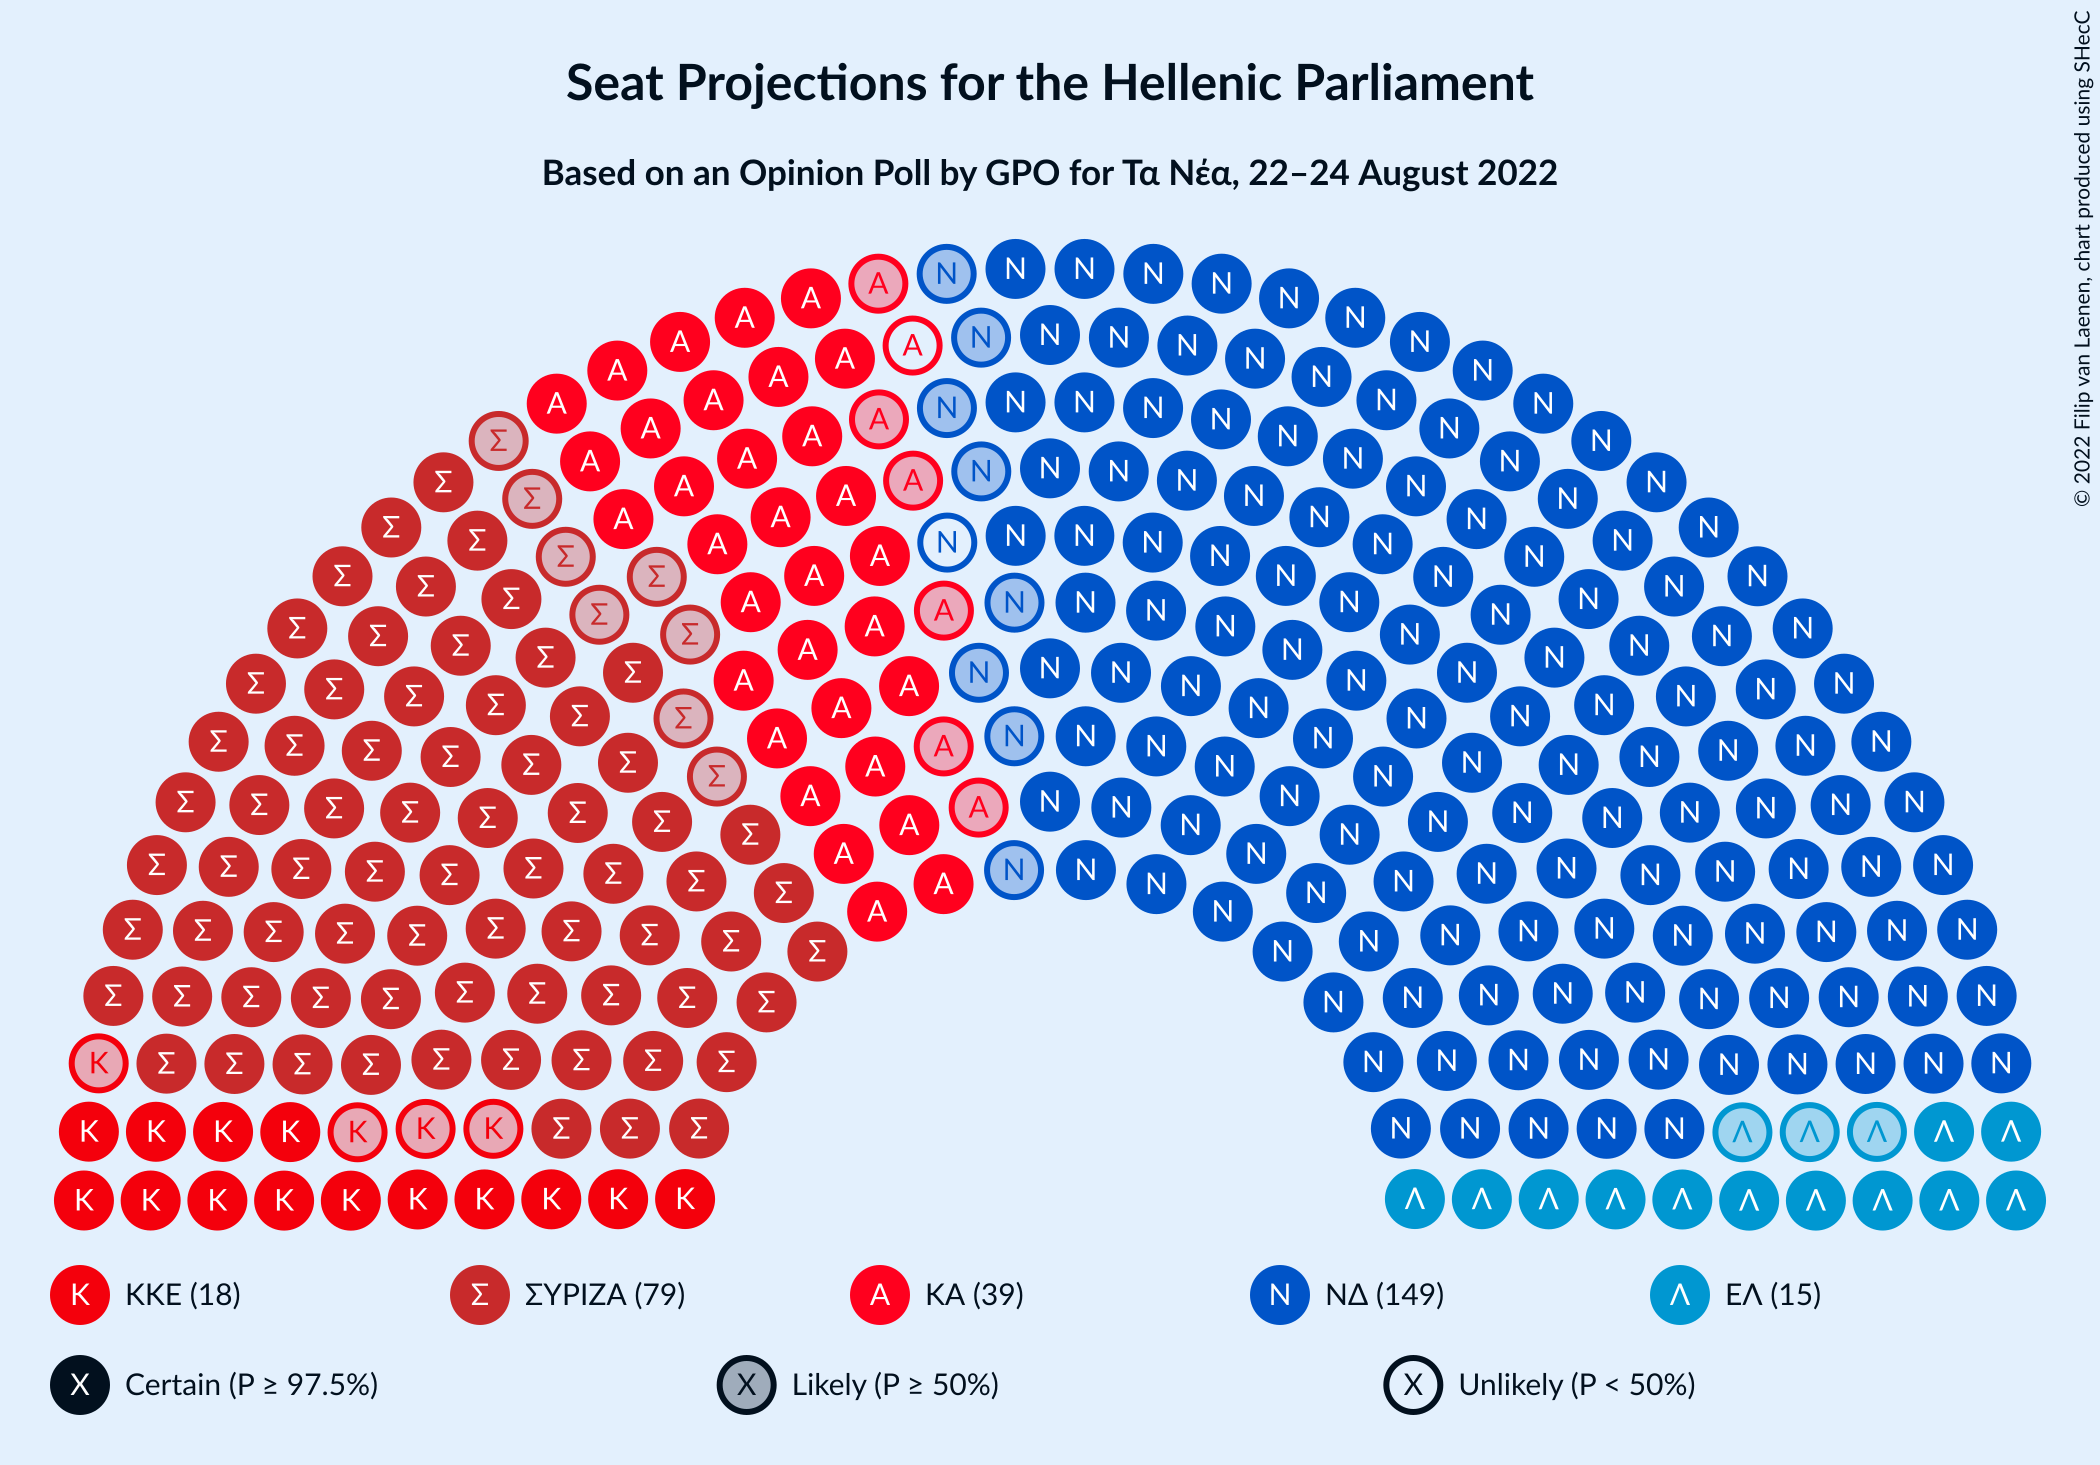 Seat Projections for the Hellenic Parliament
Based on an Opinion Poll by GPO for Τα Νέα, 22–24 August 2022
© 2022 Filip van Laenen, chart produced using SHecC
Κ ΚΚΕ (18)
Σ ΣΥΡΙΖΑ (79)
Α ΚΑ (39)
Ν ΝΔ (149)
Λ ΕΛ (15)
X Certain (P ≥ 97.5%)
X Likely (P ≥ 50%)
X Unlikely (P < 50%)